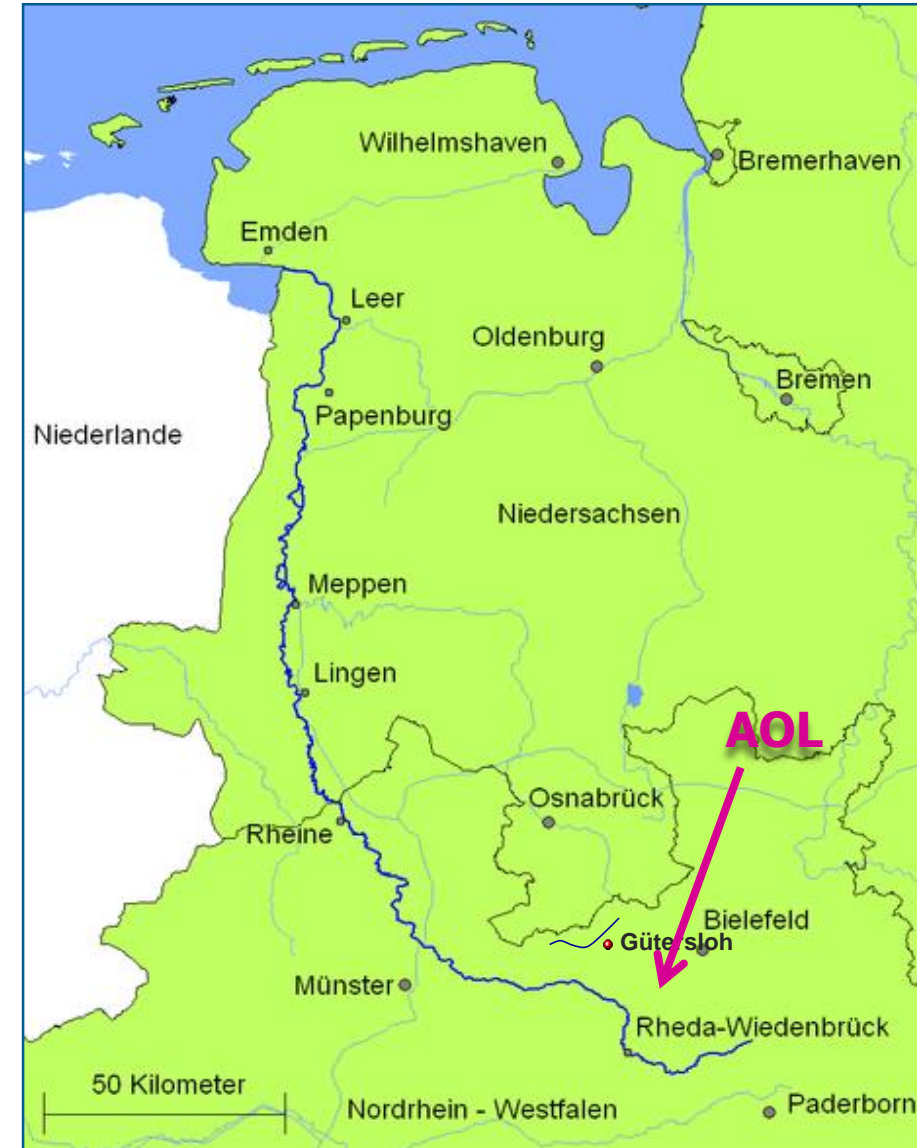 Wilhelmshaven
Bremerhaven
Emden
Leer
Oldenburg
Bremen
Papenburg
Niederlande
Niedersachsen
Meppen
Lingen
AOL
Osnabrück
Rheine
Bielefeld
Gütersloh
Münster
Rheda-Wiedenbrück
50 Kilometer
Nordrhein - Westfalen
Paderborn